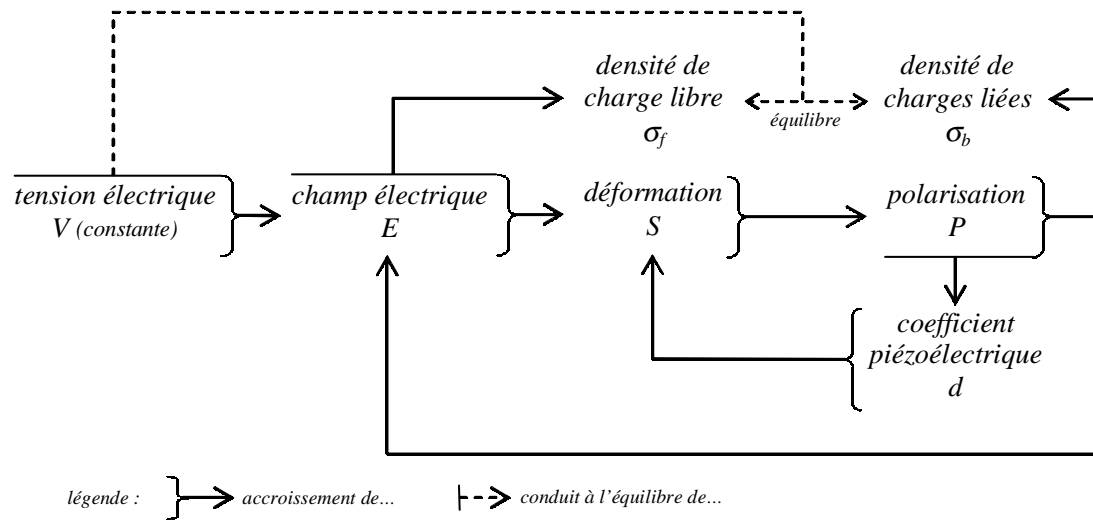 densité de
charge libre
σf
équilibre
densité de
charges liées
σb
tension électrique
V (constante)
champ électrique
E
déformation
S
polarisation
P
coefficient
piézoélectrique
d
légende :
accroissement de...
conduit à l'équilibre de...